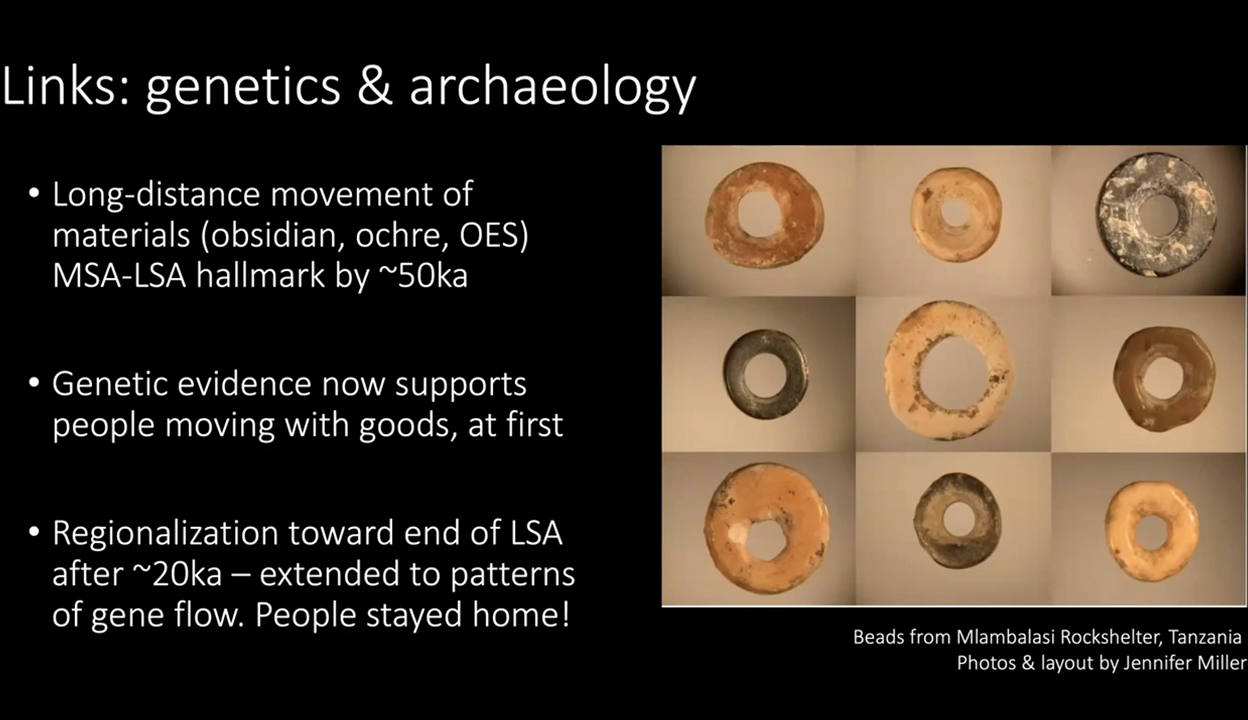 Links: genetics & archaeology
• Long-distance movement of
materials (obsidian, ochre, OES)
MSA-LSA hallmark by ~50ka
• Genetic evidence now supports
people moving with goods, at first
• Regionalization toward end of LSA
after ~20ka – extended to patterns
of gene flow. People stayed home!
Beads from Mlambalasi Rockshelter, Tanzania
Photos & layout by Jennifer Miller